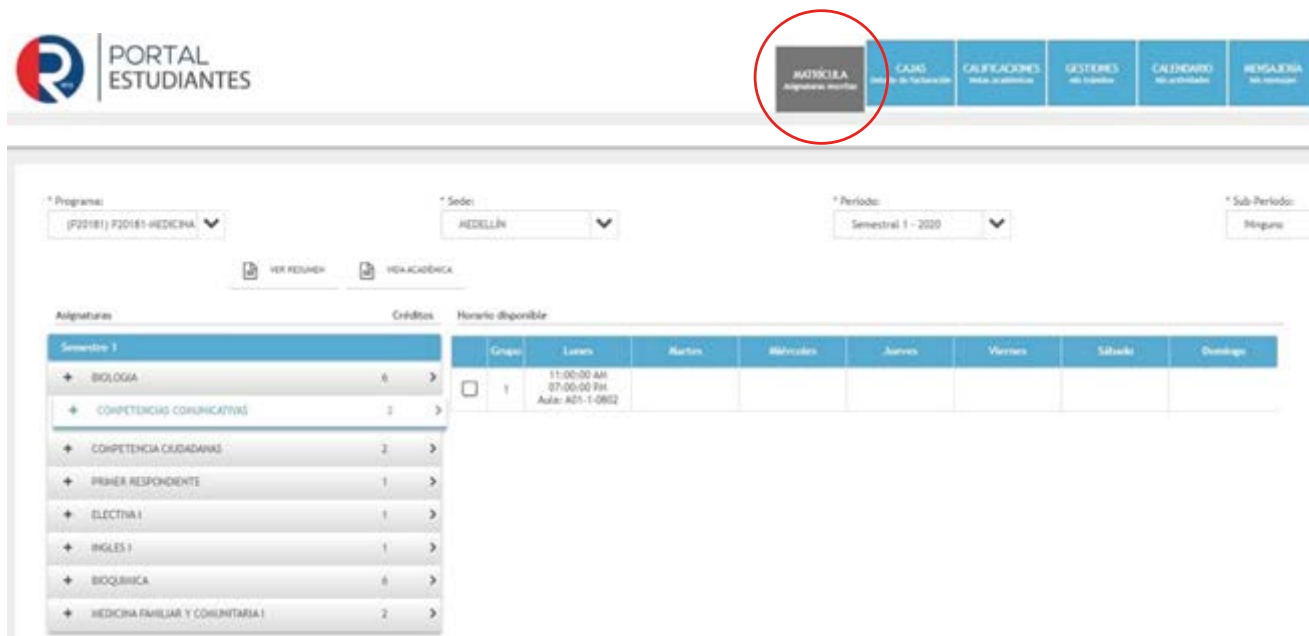 PORTAL
ESTUDIANTES
MATRÍCULA
Asignaturas inscritas
CAJAS
de facturación
CALIFICACIONES
Notas académicas
GESTIONES
Mis trámites
CALENDARIO
Mis actividades
MENSAJERÍA
Mis mensajes
* Programa:
(F20181) F20181-MEDICINA
* Sede:
MEDELLÍN
* Período:
Semestral 1 - 2020
* Sub-Período:
Ninguno
VER RESUMEN
VIDA ACADÉMICA
Asignaturas Créditos
Horario disponible
Semestre 1
Grupo Lunes Martes Miércoles Jueves Viernes Sábado Domingo
+ BIOLOGIA 6
1 11:00:00 AM
07:00:00 P.M.
Aula: A01-1-0802
+ COMPETENCIAS COMUNICATIVAS 2
+ COMPETENCIA CIUDADANAS 2
+ PRIMER RESPONDIENTE 1
+ ELECTIVA I 1
+ INGLES I 1
+ BIOQUIMICA 6
+ MEDICINA FAMILIAR Y COMUNITARIA I 2